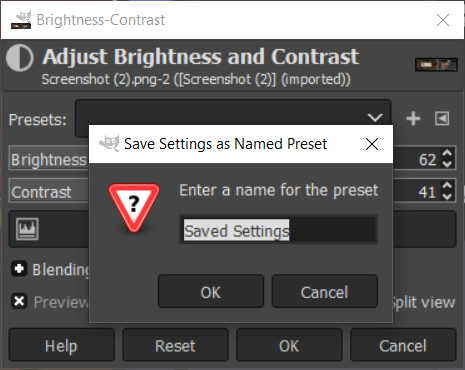 Brightness-Contrast
Adjust Brightness and Contrast
Screenshot (2).png-2 ([Screenshot (2)] (imported))
Presets:
Save Settings as Named Preset
Brightness 62
Enter a name for the preset
Contrast 41
?
Saved Settings
Blending
OK Cancel
Preview Split view
Help Reset OK Cancel